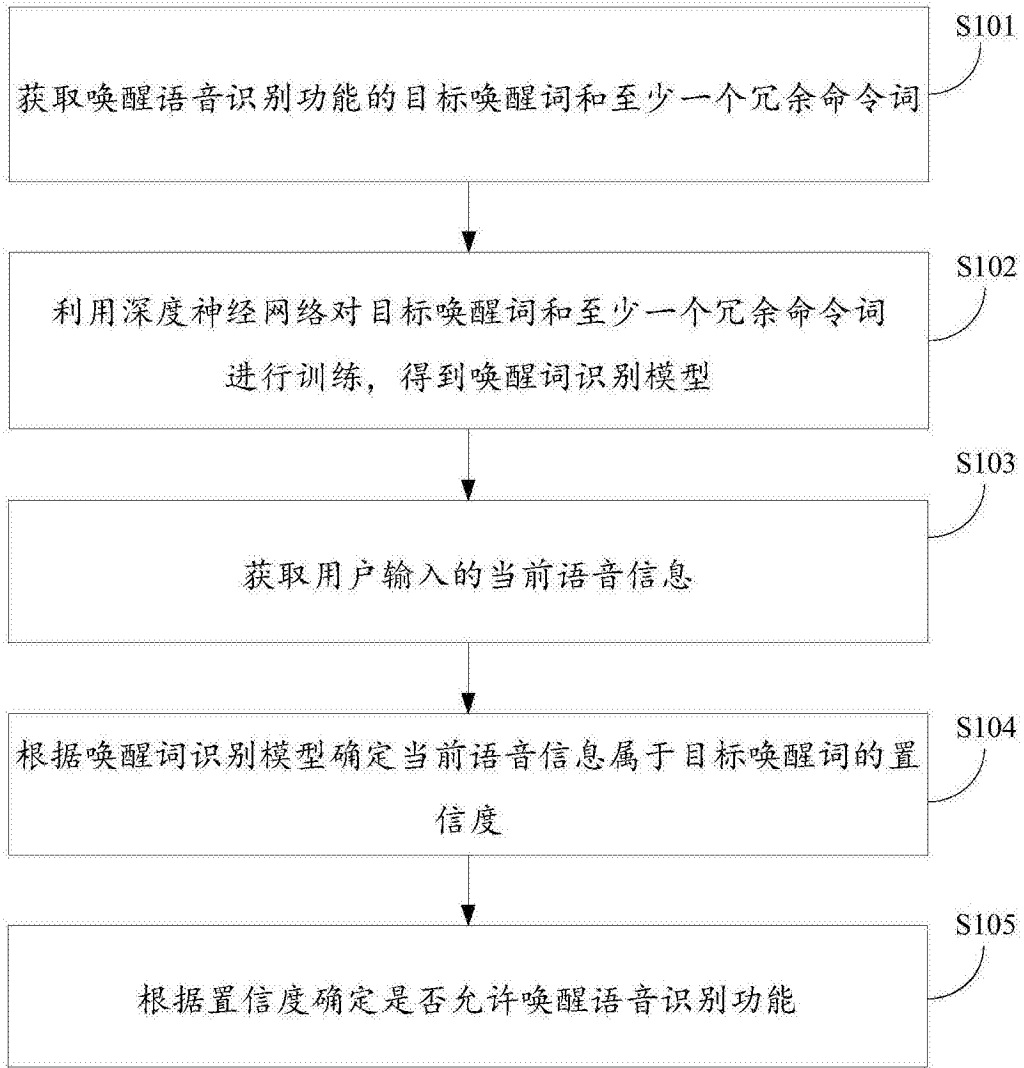 S101
获取唤醒语音识别功能的目标唤醒词和至少一个冗余命令词
S102
利用深度神经网络对目标唤醒词和至少一个冗余命令词
进行训练，得到唤醒词识别模型
S103
获取用户输入的当前语音信息
S104
根据唤醒词识别模型确定当前语音信息属于目标唤醒词的置
信度
S105
根据置信度确定是否允许唤醒语音识别功能